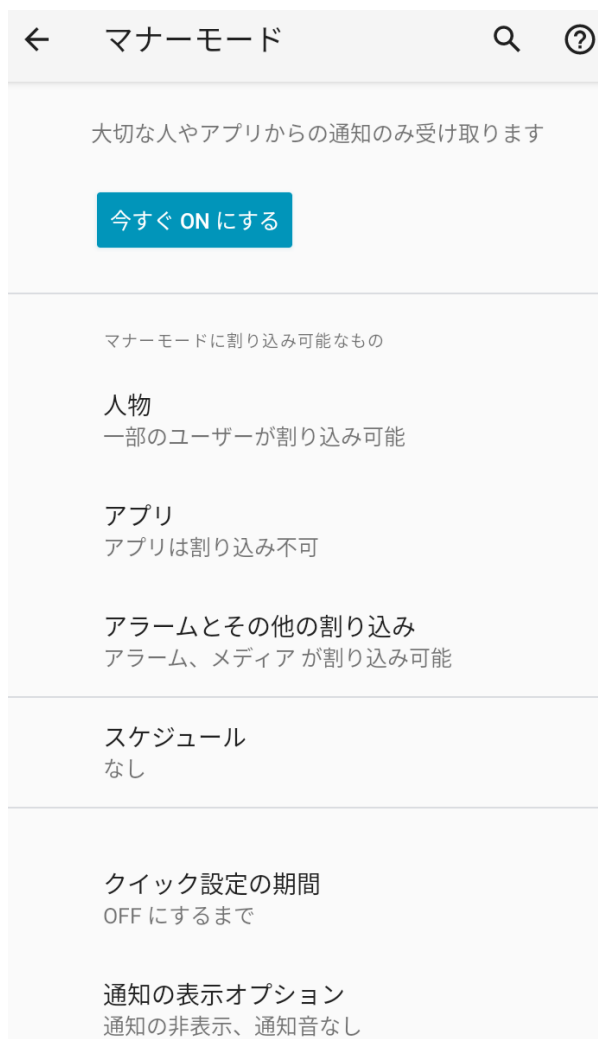 マナーモード
大切な人やアプリからの通知のみ受け取ります
今すぐ ON にする
マナーモードに割り込み可能なもの
人物
一部のユーザーが割り込み可能
アプリ
アプリは割り込み不可
アラームとその他の割り込み
アラーム、メディア が割り込み可能
スケジュール
なし
クイック設定の期間
OFF にするまで
通知の表示オプション
通知の非表示、通知音なし